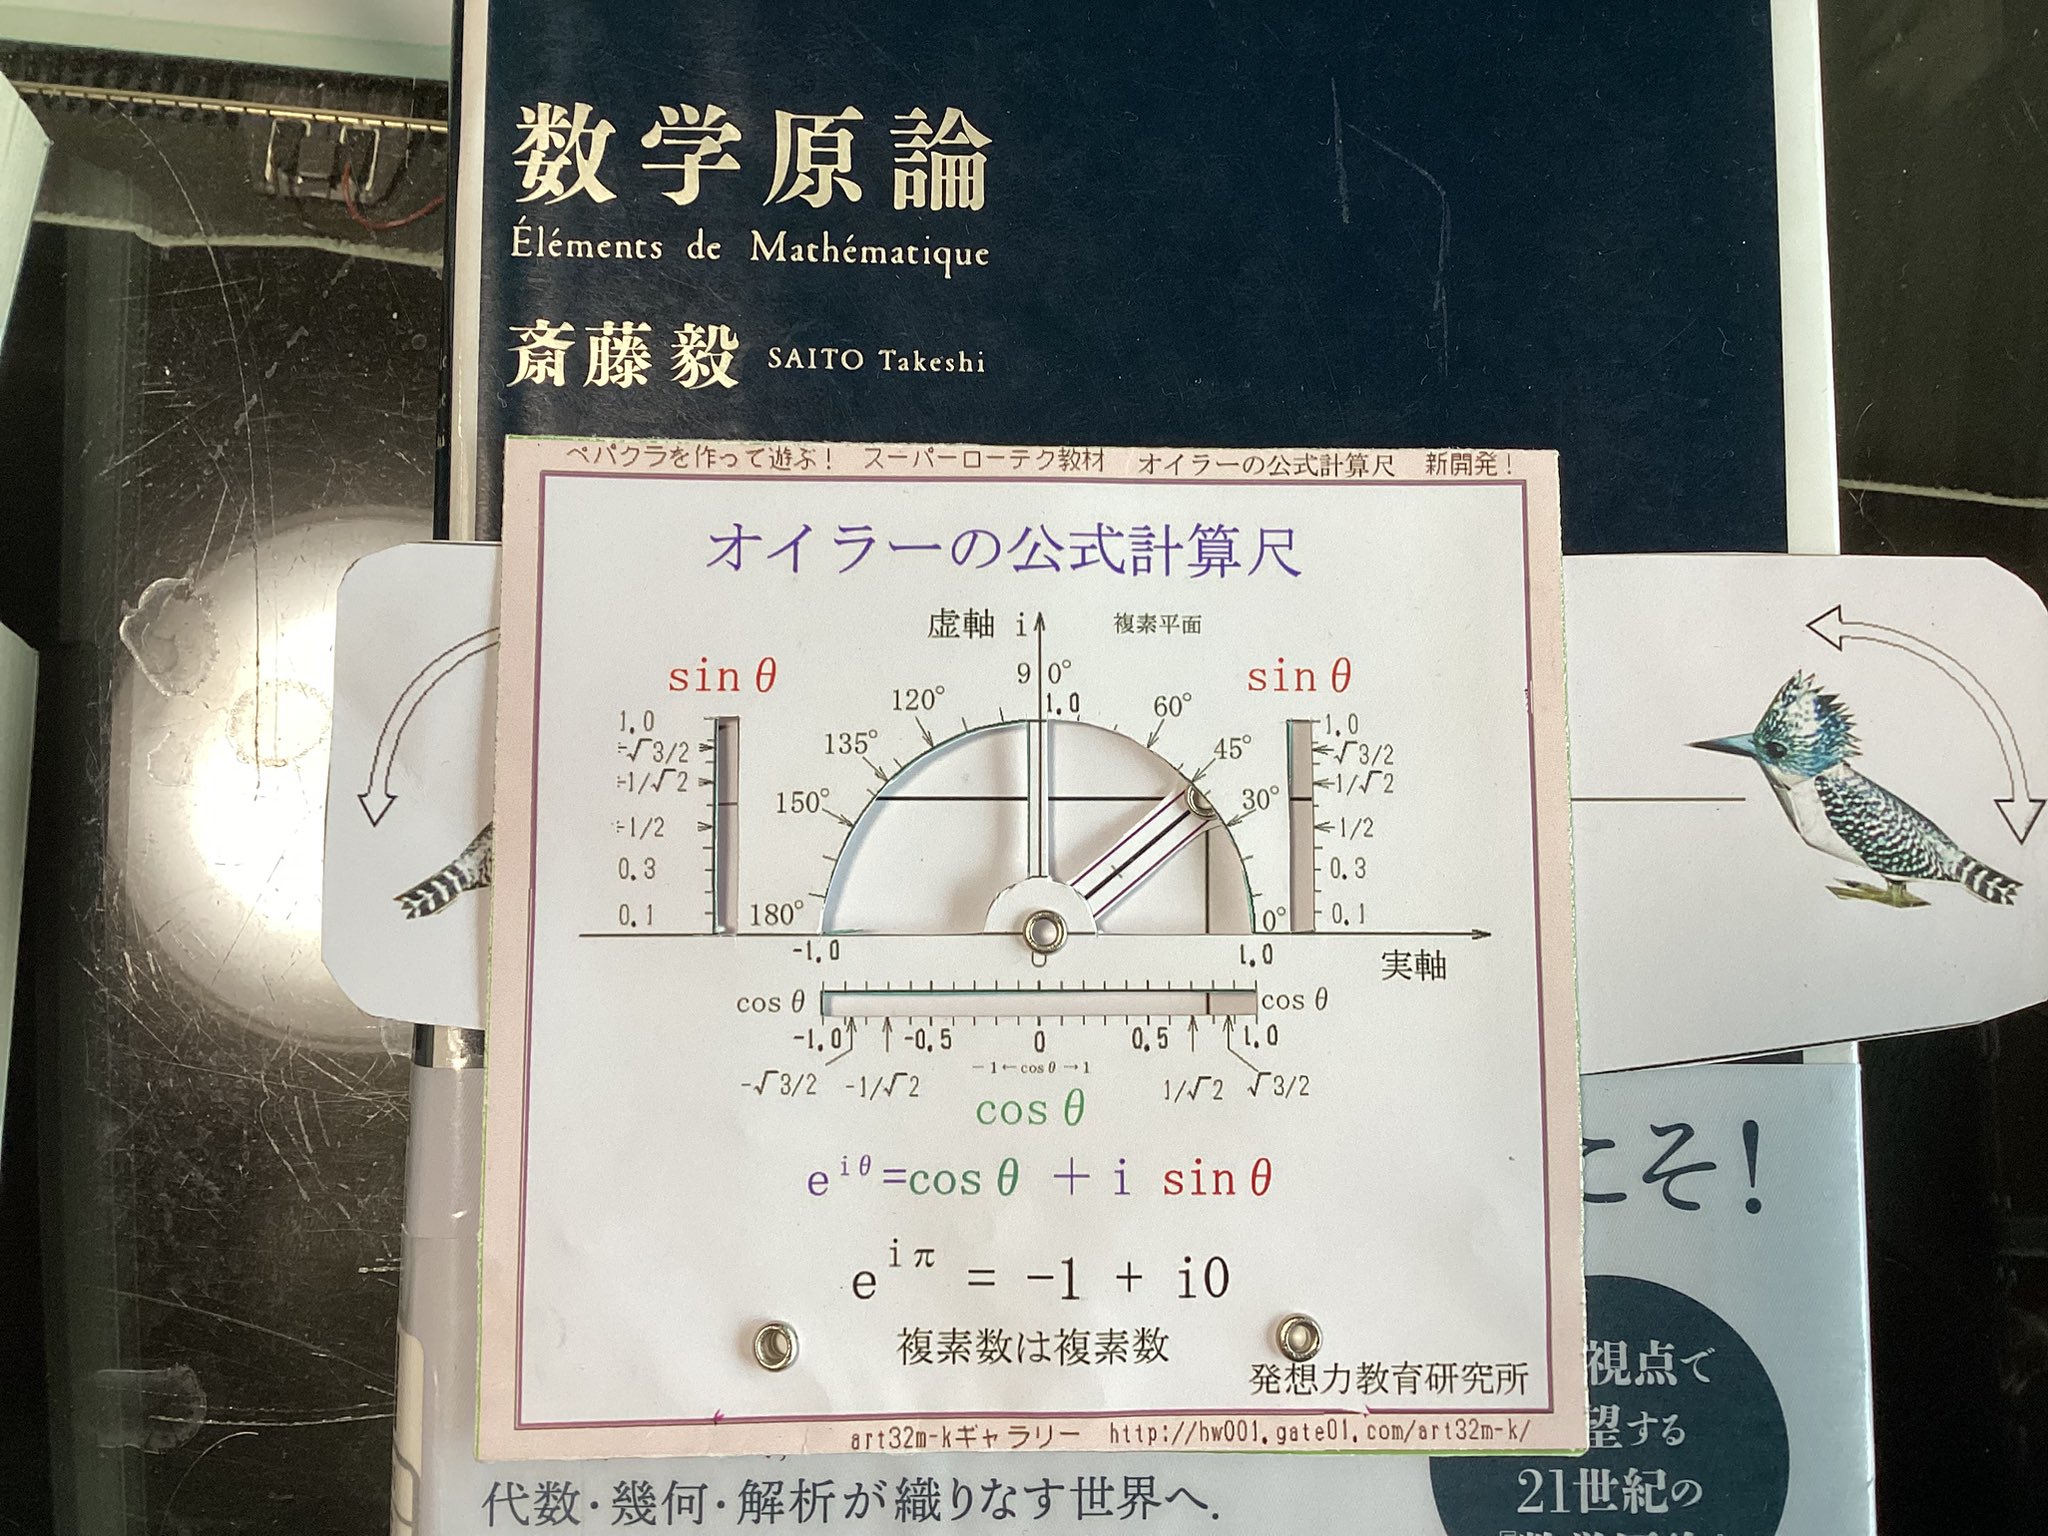 数学原論
Éléments de Mathématique
斎藤毅 SAITO Takeshi
ペパクラを作って遊ぶ! スーパーローテク教材 オイラーの公式計算尺 新開発!
オイラーの公式計算尺
虚軸 i 複素平面
sinθ 90° sinθ
1.0
120° 60°
135° 45°
150° 30°
180° 0°
1.0 1.0
√3/2 √3/2
1/√2 1/√2
1/2 1/2
0.3 0.3
0.1 0.1
-1.0 0 1.0 実軸
cosθ cosθ
-1.0 -0.5 0 0.5 1.0
-√3/2 -1/√2 -1←cosθ→1 1/√2 √3/2
cosθ
e^{iθ}=cosθ + i sinθ
e^{iπ} = -1 + i0
複素数は複素数
発想力教育研究所
art32m-kギャラリー http://hw001.gate01.com/art32m-k/
こそ!
視点で
望する
21世紀の
代数・幾何・解析が織りなす世界へ.